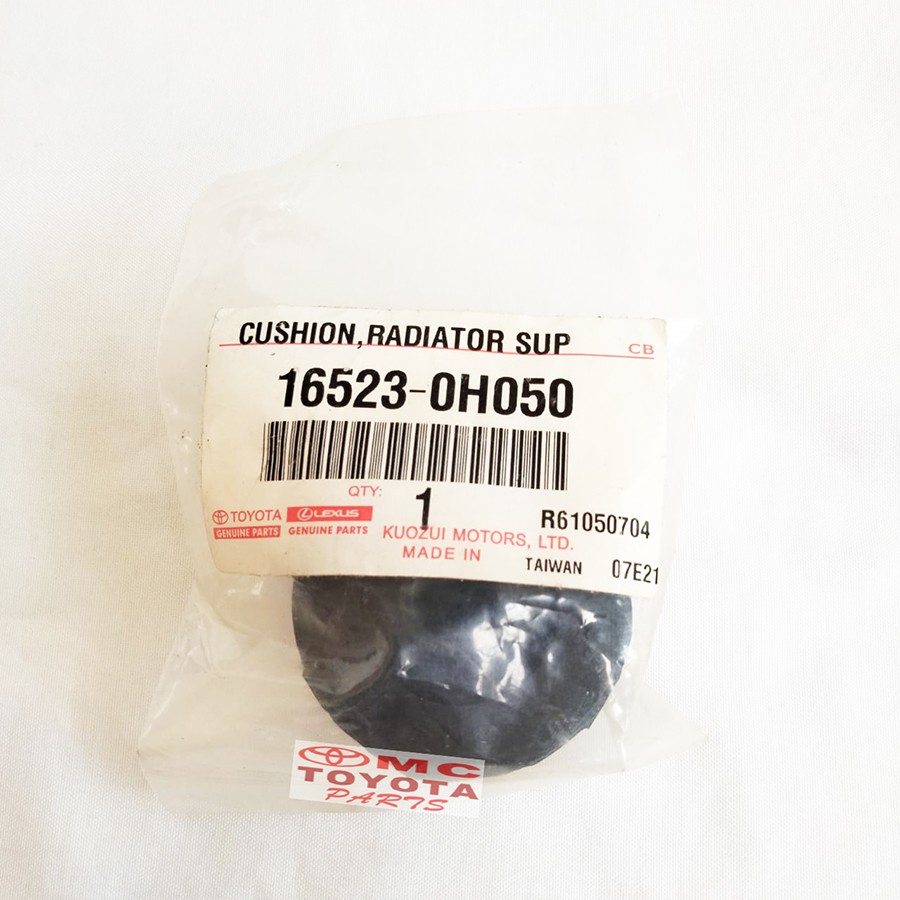 CUSHION,RADIATOR SUP
CB
16523-0H050
QTY: 1
TOYOTA
GENUINE PARTS
LEXUS
GENUINE PARTS
R61050704
KUOZUI MOTORS, LTD.
MADE IN TAIWAN 07E21
MC
TOYOTA
PARTS